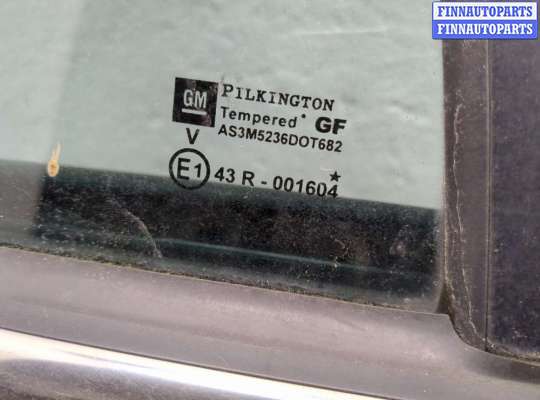 FINNAUTOPARTS
FINNAUTOPARTS
GM PILKINGTON
Tempered GF
AS3M5236DOT682
V
E1 43 R - 001604 ★